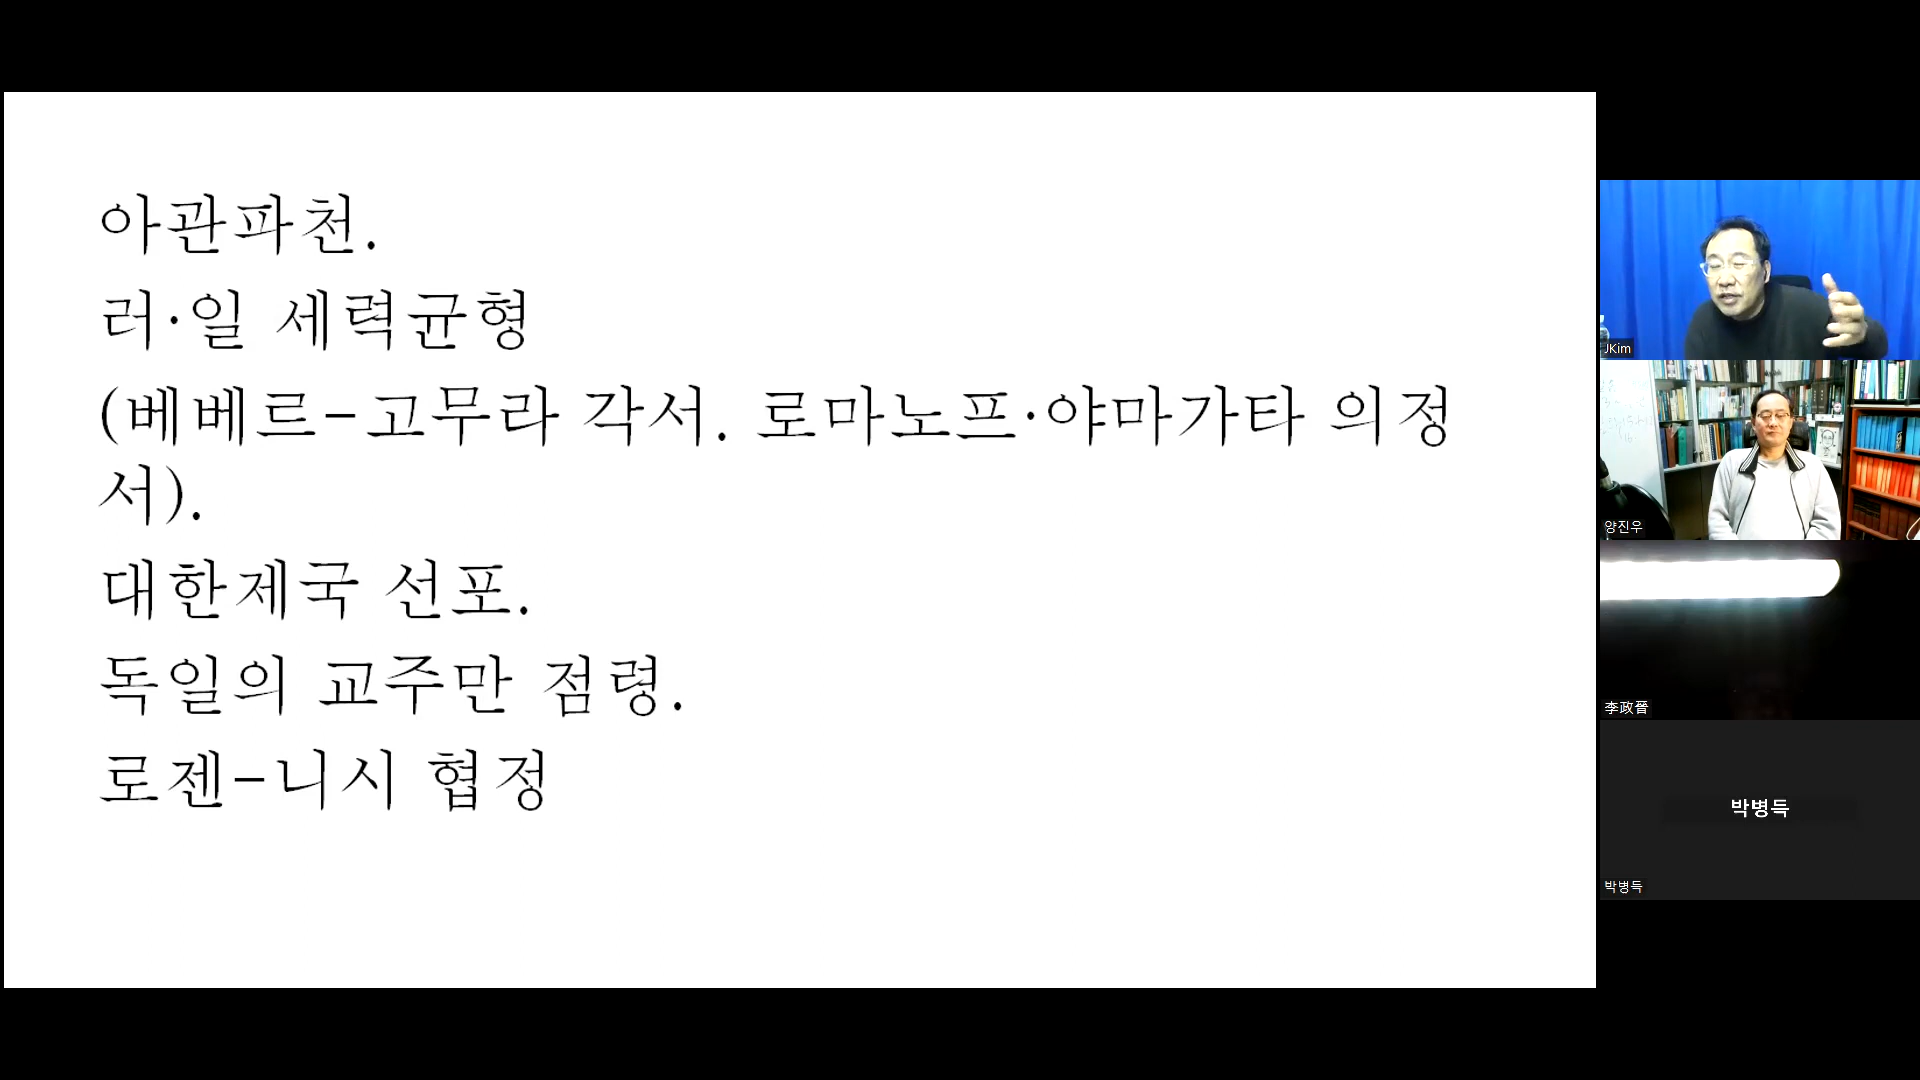 아관파천.
러·일 세력균형
(베베르-고무라 각서. 로마노프·야마가타 의정
서).
대한제국 선포.
독일의 교주만 점령.
로젠-니시 협정
JKim
양진우
李政晉
박병득
박병득